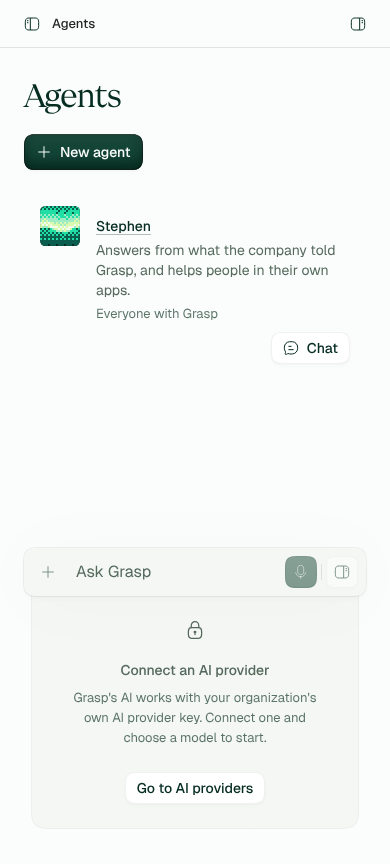 Agents
Agents
New agent
Stephen
Answers from what the company told
Grasp, and helps people in their own
apps.
Everyone with Grasp
Chat
Ask Grasp
Connect an AI provider
Grasp's AI works with your organization's
own AI provider key. Connect one and
choose a model to start.
Go to AI providers